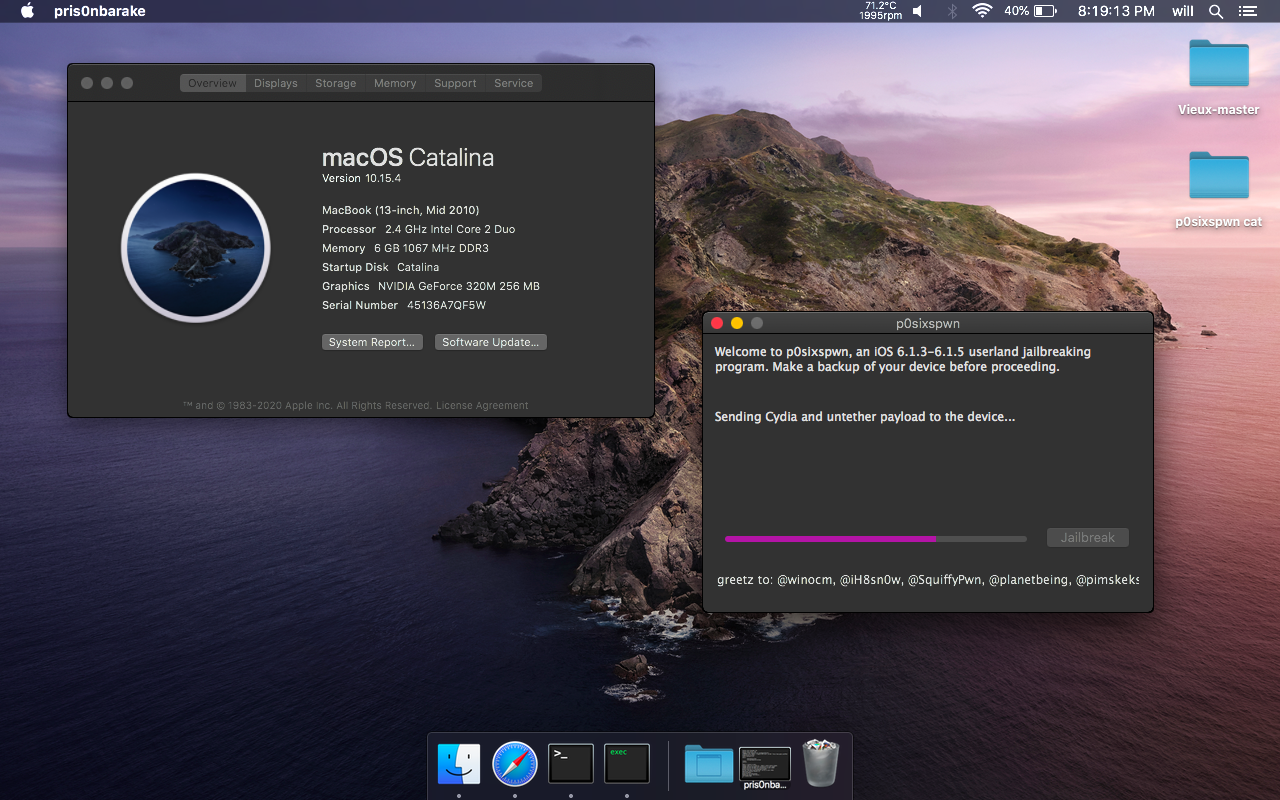 pris0nbarake
71.2°C
1995rpm
40%
8:19:13 PM
will
Vieux-master
p0sixspwn cat
Overview Displays Storage Memory Support Service
macOS Catalina
Version 10.15.4
MacBook (13-inch, Mid 2010)
Processor 2.4 GHz Intel Core 2 Duo
Memory 6 GB 1067 MHz DDR3
Startup Disk Catalina
Graphics NVIDIA GeForce 320M 256 MB
Serial Number 45136A7QF5W
System Report... Software Update...
™ and © 1983-2020 Apple Inc. All Rights Reserved. License Agreement
p0sixspwn
Welcome to p0sixspwn, an iOS 6.1.3-6.1.5 userland jailbreaking
program. Make a backup of your device before proceeding.
Sending Cydia and untether payload to the device...
Jailbreak
greetz to: @winocm, @iH8sn0w, @SquiffyPwn, @planetbeing, @pimskeks
>_
exec
pris0nba...